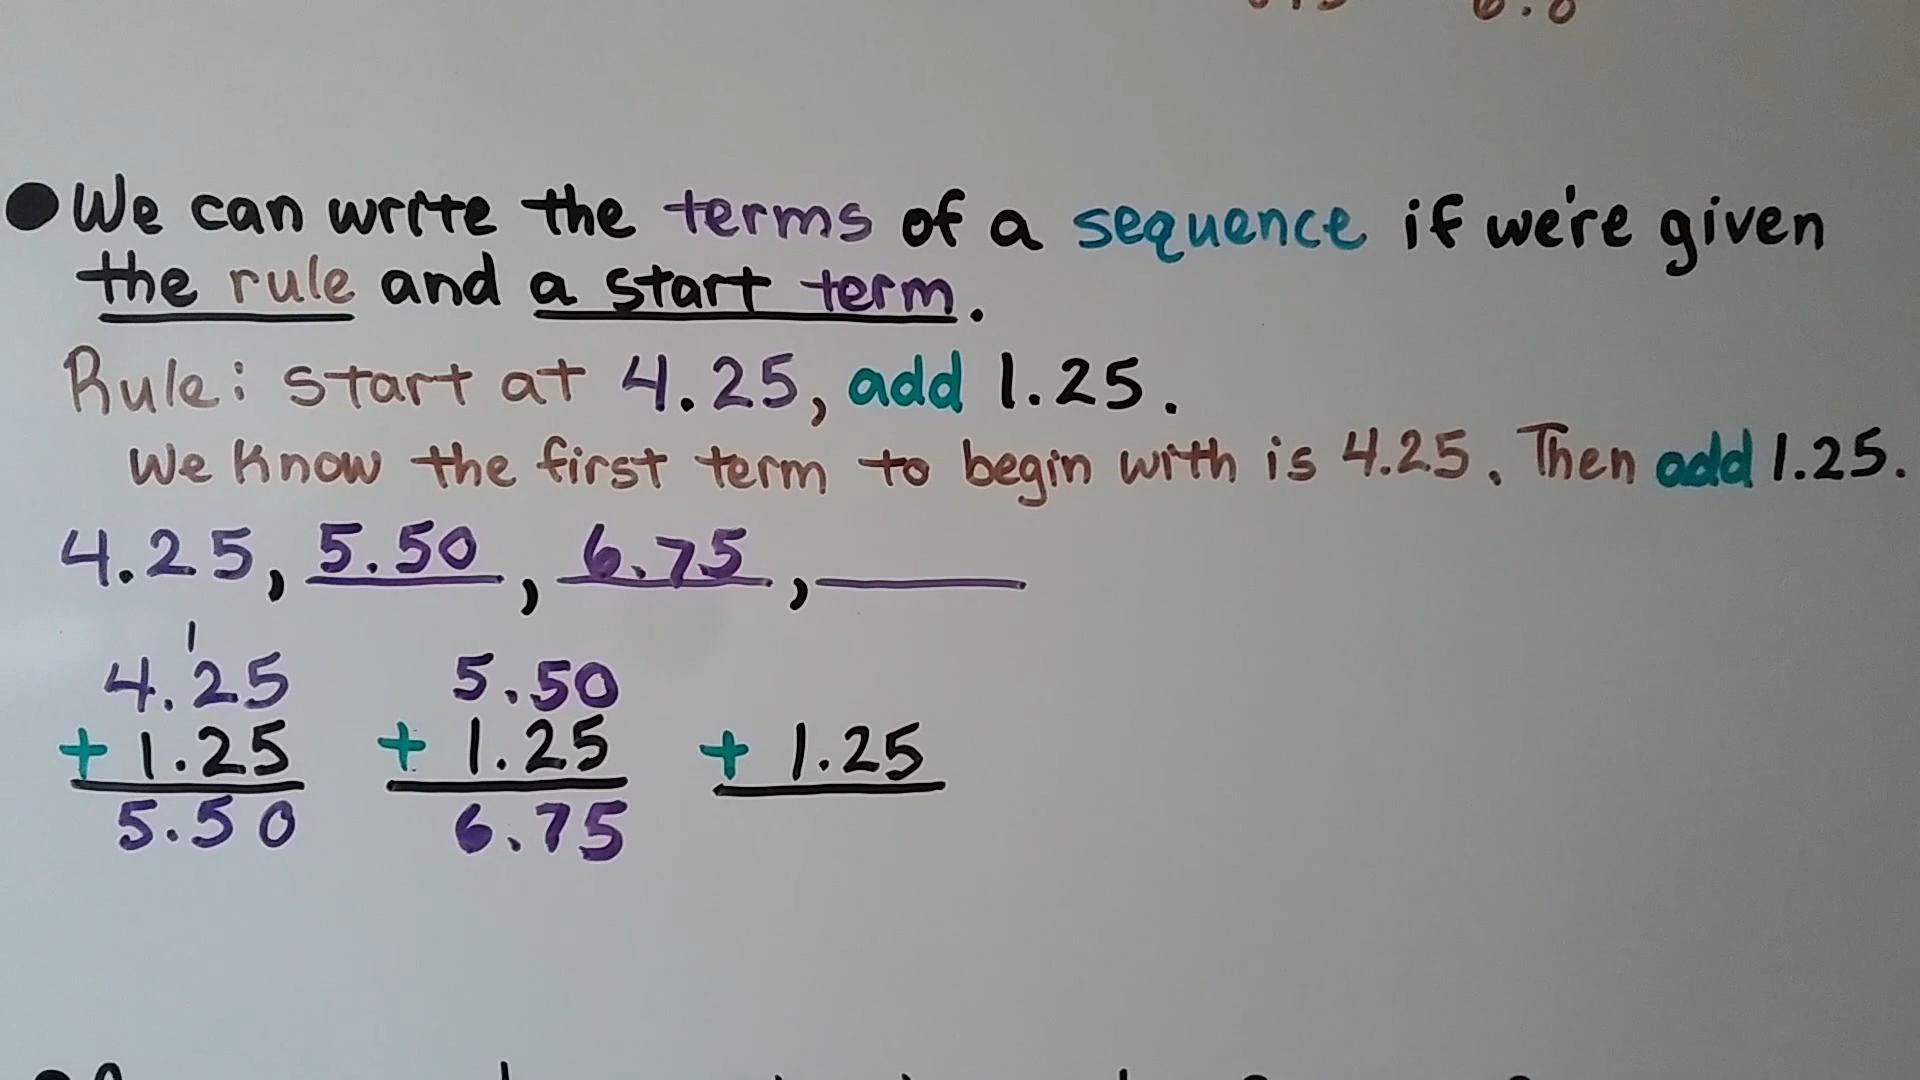 6.0
● We can write the terms of a sequence if we're given
the rule and a start term.
Rule: start at 4.25, add 1.25.
We know the first term to begin with is 4.25. Then add 1.25.
4.25, 5.50, 6.75, ____
1
4.25 5.50
+ 1.25 + 1.25 + 1.25
5.50 6.75